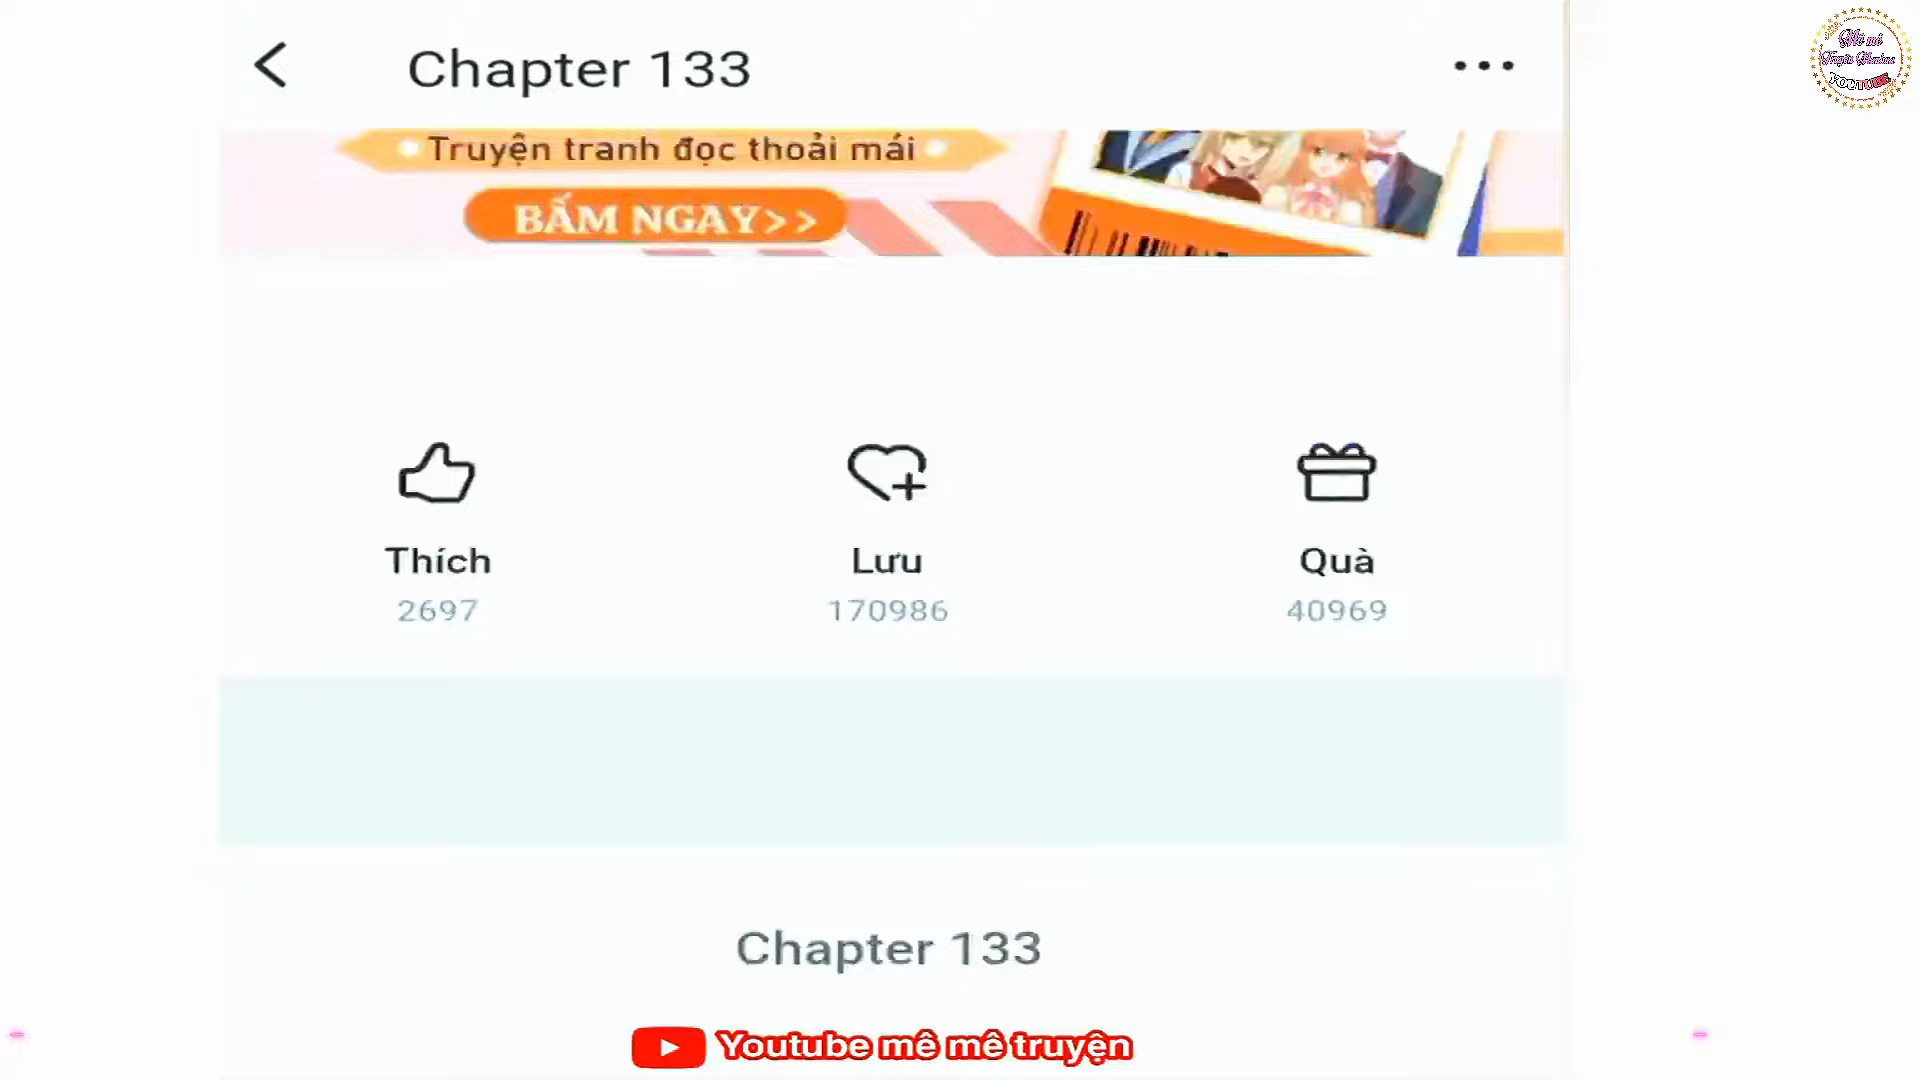 Chapter 133
Truyện tranh đọc thoải mái
BẤM NGAY>>
Thích
Lưu
Quà
2697
170986
40969
Chapter 133
Youtube mê mê truyện
YOUTUBE